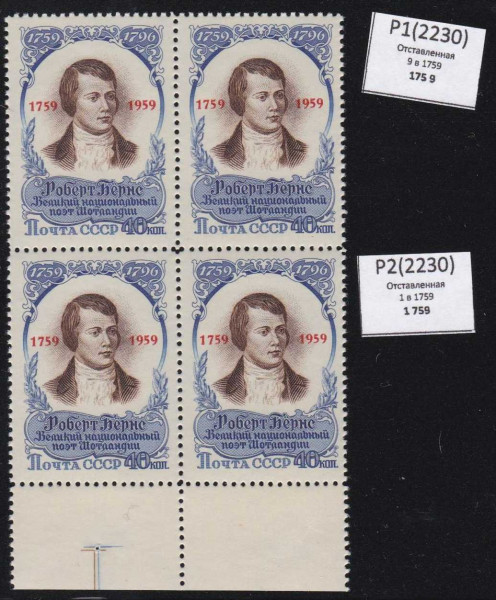 1759 1796 1759 1796
1759 1959 1759 1959
Роберт Бернс Роберт Бернс
Великий национальный Великий национальный
поэт Шотландии поэт Шотландии
Почта СССР 40 коп. Почта СССР 40 коп.
1759 1796 1759 1796
1759 1959 1759 1959
Роберт Бернс Роберт Бернс
Великий национальный Великий национальный
поэт Шотландии поэт Шотландии
Почта СССР 40 коп. Почта СССР 40 коп.
Р1(2230)
Отставленная
9 в 1759
175 9
Р2(2230)
Отставленная
1 в 1759
1 759